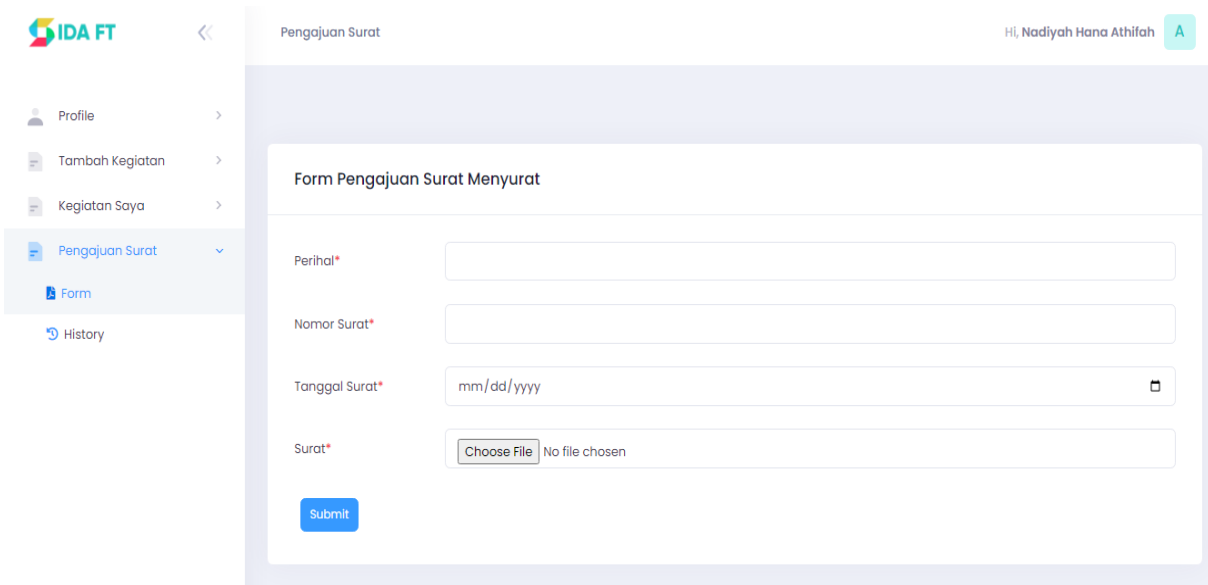 SIDA FT
Pengajuan Surat
Hi, Nadiyah Hana Athifah A
Profile
Tambah Kegiatan
Kegiatan Saya
Pengajuan Surat
Form
History
Form Pengajuan Surat Menyurat
Perihal*
Nomor Surat*
Tanggal Surat* mm/dd/yyyy
Surat* Choose File No file chosen
Submit